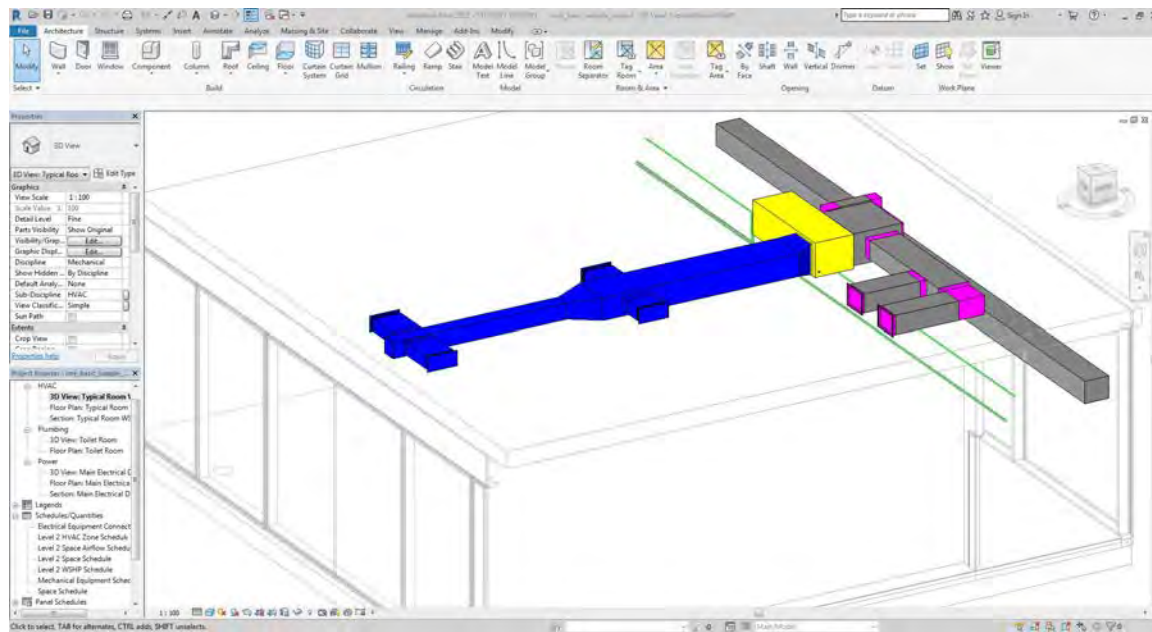 Type a keyword or phrase
Sign In
File Architecture Structure Systems Insert Annotate Analyze Massing & Site Collaborate View Manage Add-Ins Modify
Modify Wall Door Window Component Column Roof Ceiling Floor Curtain System Curtain Grid Mullion Railing Ramp Stair Model Text Model Line Model Group Room Separator Tag Room Area Tag Area By Face Shaft Wall Vertical Dormer Set Show Viewer
Select Build Circulation Model Room & Area Opening Datum Work Plane
Properties
3D View
3D View: Typical Roo Edit Type
Graphics
View Scale 1:100
Scale Value 1: 100
Detail Level Fine
Parts Visibility Show Original
Visibility/Grap... Edit...
Graphic Displ... Edit...
Discipline Mechanical
Show Hidden ... By Discipline
Default Analy... None
Sub-Discipline HVAC
View Classific... Simple
Sun Path
Extents
Crop View
Properties help
HVAC
3D View: Typical Room
Floor Plan: Typical Room
Section: Typical Room WS
Plumbing
3D View: Toilet Room
Floor Plan: Toilet Room
Power
3D View: Main Electrical
Floor Plan: Main Electrica
Section: Main Electrical D
Legends
Schedules/Quantities
Electrical Equipment Connect
Level 2 HVAC Zone Schedule
Level 2 Space Airflow Schedu
Level 2 Space Schedule
Level 2 WSHP Schedule
Mechanical Equipment Sched
Space Schedule
Panel Schedules
1 : 100
Click to select, TAB for alternates, CTRL adds, SHIFT unselects.
Main Model